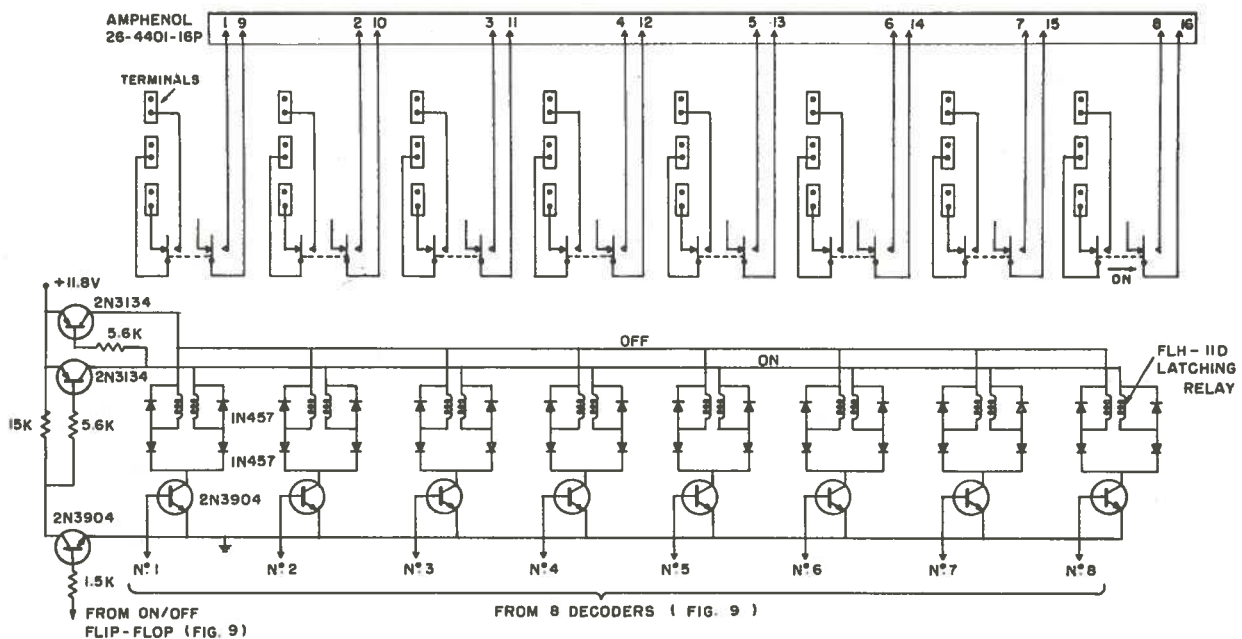 AMPHENOL
26-4401-16P
1 9 2 10 3 11 4 12 5 13 6 14 7 15 8 16
TERMINALS
ON
+11.8V
2N3134
5.6K
OFF
ON
2N3134
FLH-11D
LATCHING
RELAY
15K
5.6K
1N457
1N457
2N3904
2N3904
1.5K
Nº1 Nº2 Nº3 Nº4 Nº5 Nº6 Nº7 Nº8
FROM 8 DECODERS ( FIG. 9 )
FROM ON/OFF
FLIP-FLOP (FIG. 9)